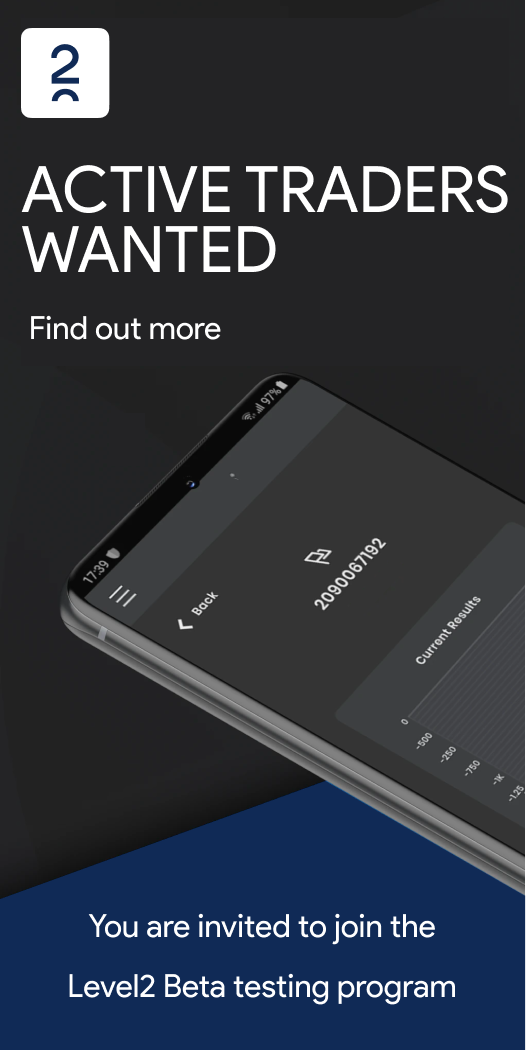 2
ACTIVE TRADERS
WANTED
Find out more
97%
17:39
Back
2090067192
Current Results
0
-500
-250
-750
-1K
-1.25
You are invited to join the
Level2 Beta testing program